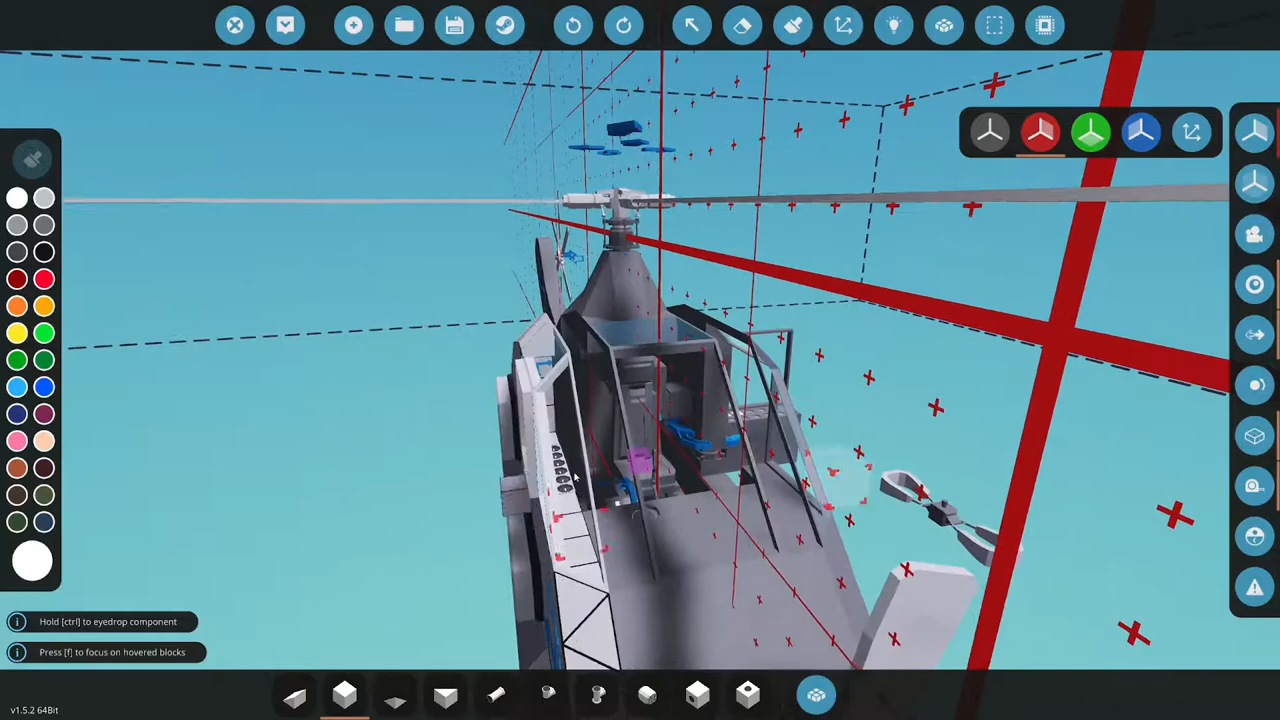 Hold [ctrl] to eyedrop component
Press [f] to focus on hovered blocks
v1.5.2 64Bit